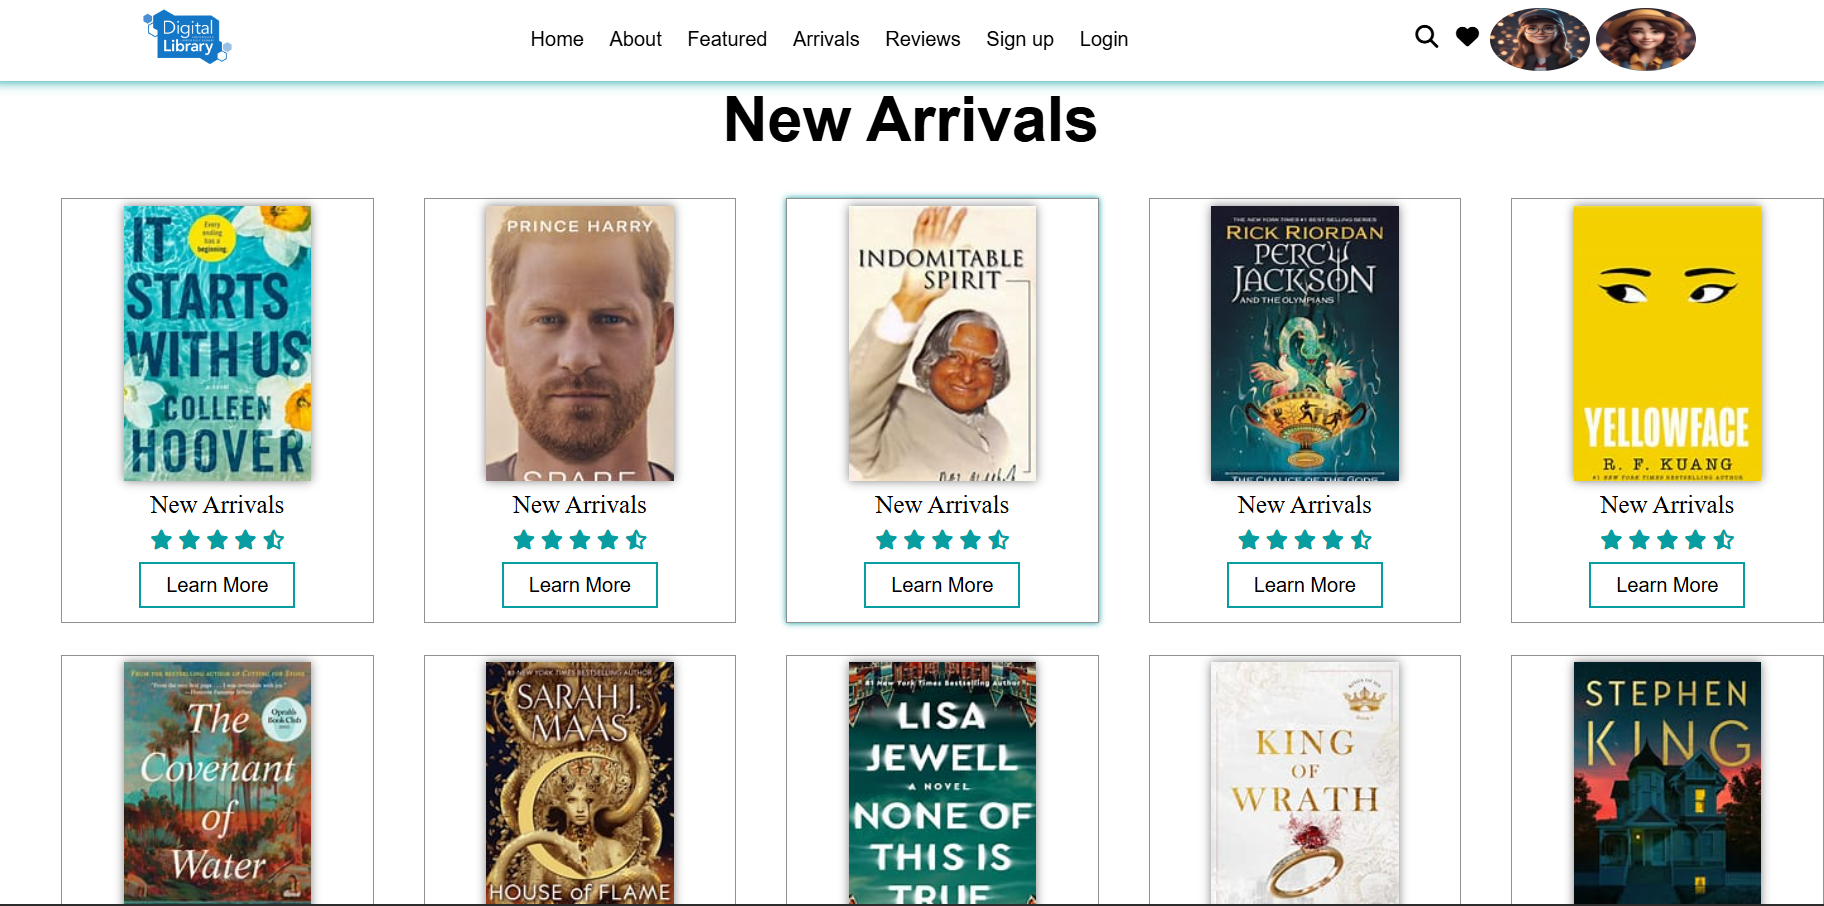 Digital
Library
Home About Featured Arrivals Reviews Sign up Login
New Arrivals
Every
ending
has a
beginning.
IT
STARTS
WITH US
a novel
COLLEEN
HOOVER
New Arrivals
Learn More
PRINCE HARRY
SPARE
New Arrivals
Learn More
INDOMITABLE
SPIRIT
New Arrivals
Learn More
THE NEW YORK TIMES #1 BEST-SELLING SERIES
RICK RIORDAN
PERCY
JACKSON
AND THE OLYMPIANS
THE CHALICE OF THE GODS
New Arrivals
Learn More
YELLOWFACE
R. F. KUANG
#1 NEW YORK TIMES BESTSELLING AUTHOR
New Arrivals
Learn More
FROM THE BESTSELLING AUTHOR OF CUTTING FOR STONE
Oprah's
Book Club
The
Covenant
of
Water
#1 NEW YORK TIMES BESTSELLING AUTHOR
SARAH J.
MAAS
HOUSE of FLAME
#1 New York Times Bestselling Author
LISA
JEWELL
A NOVEL
NONE OF
THIS IS
TRUE
KING
OF
WRATH
STEPHEN
KING